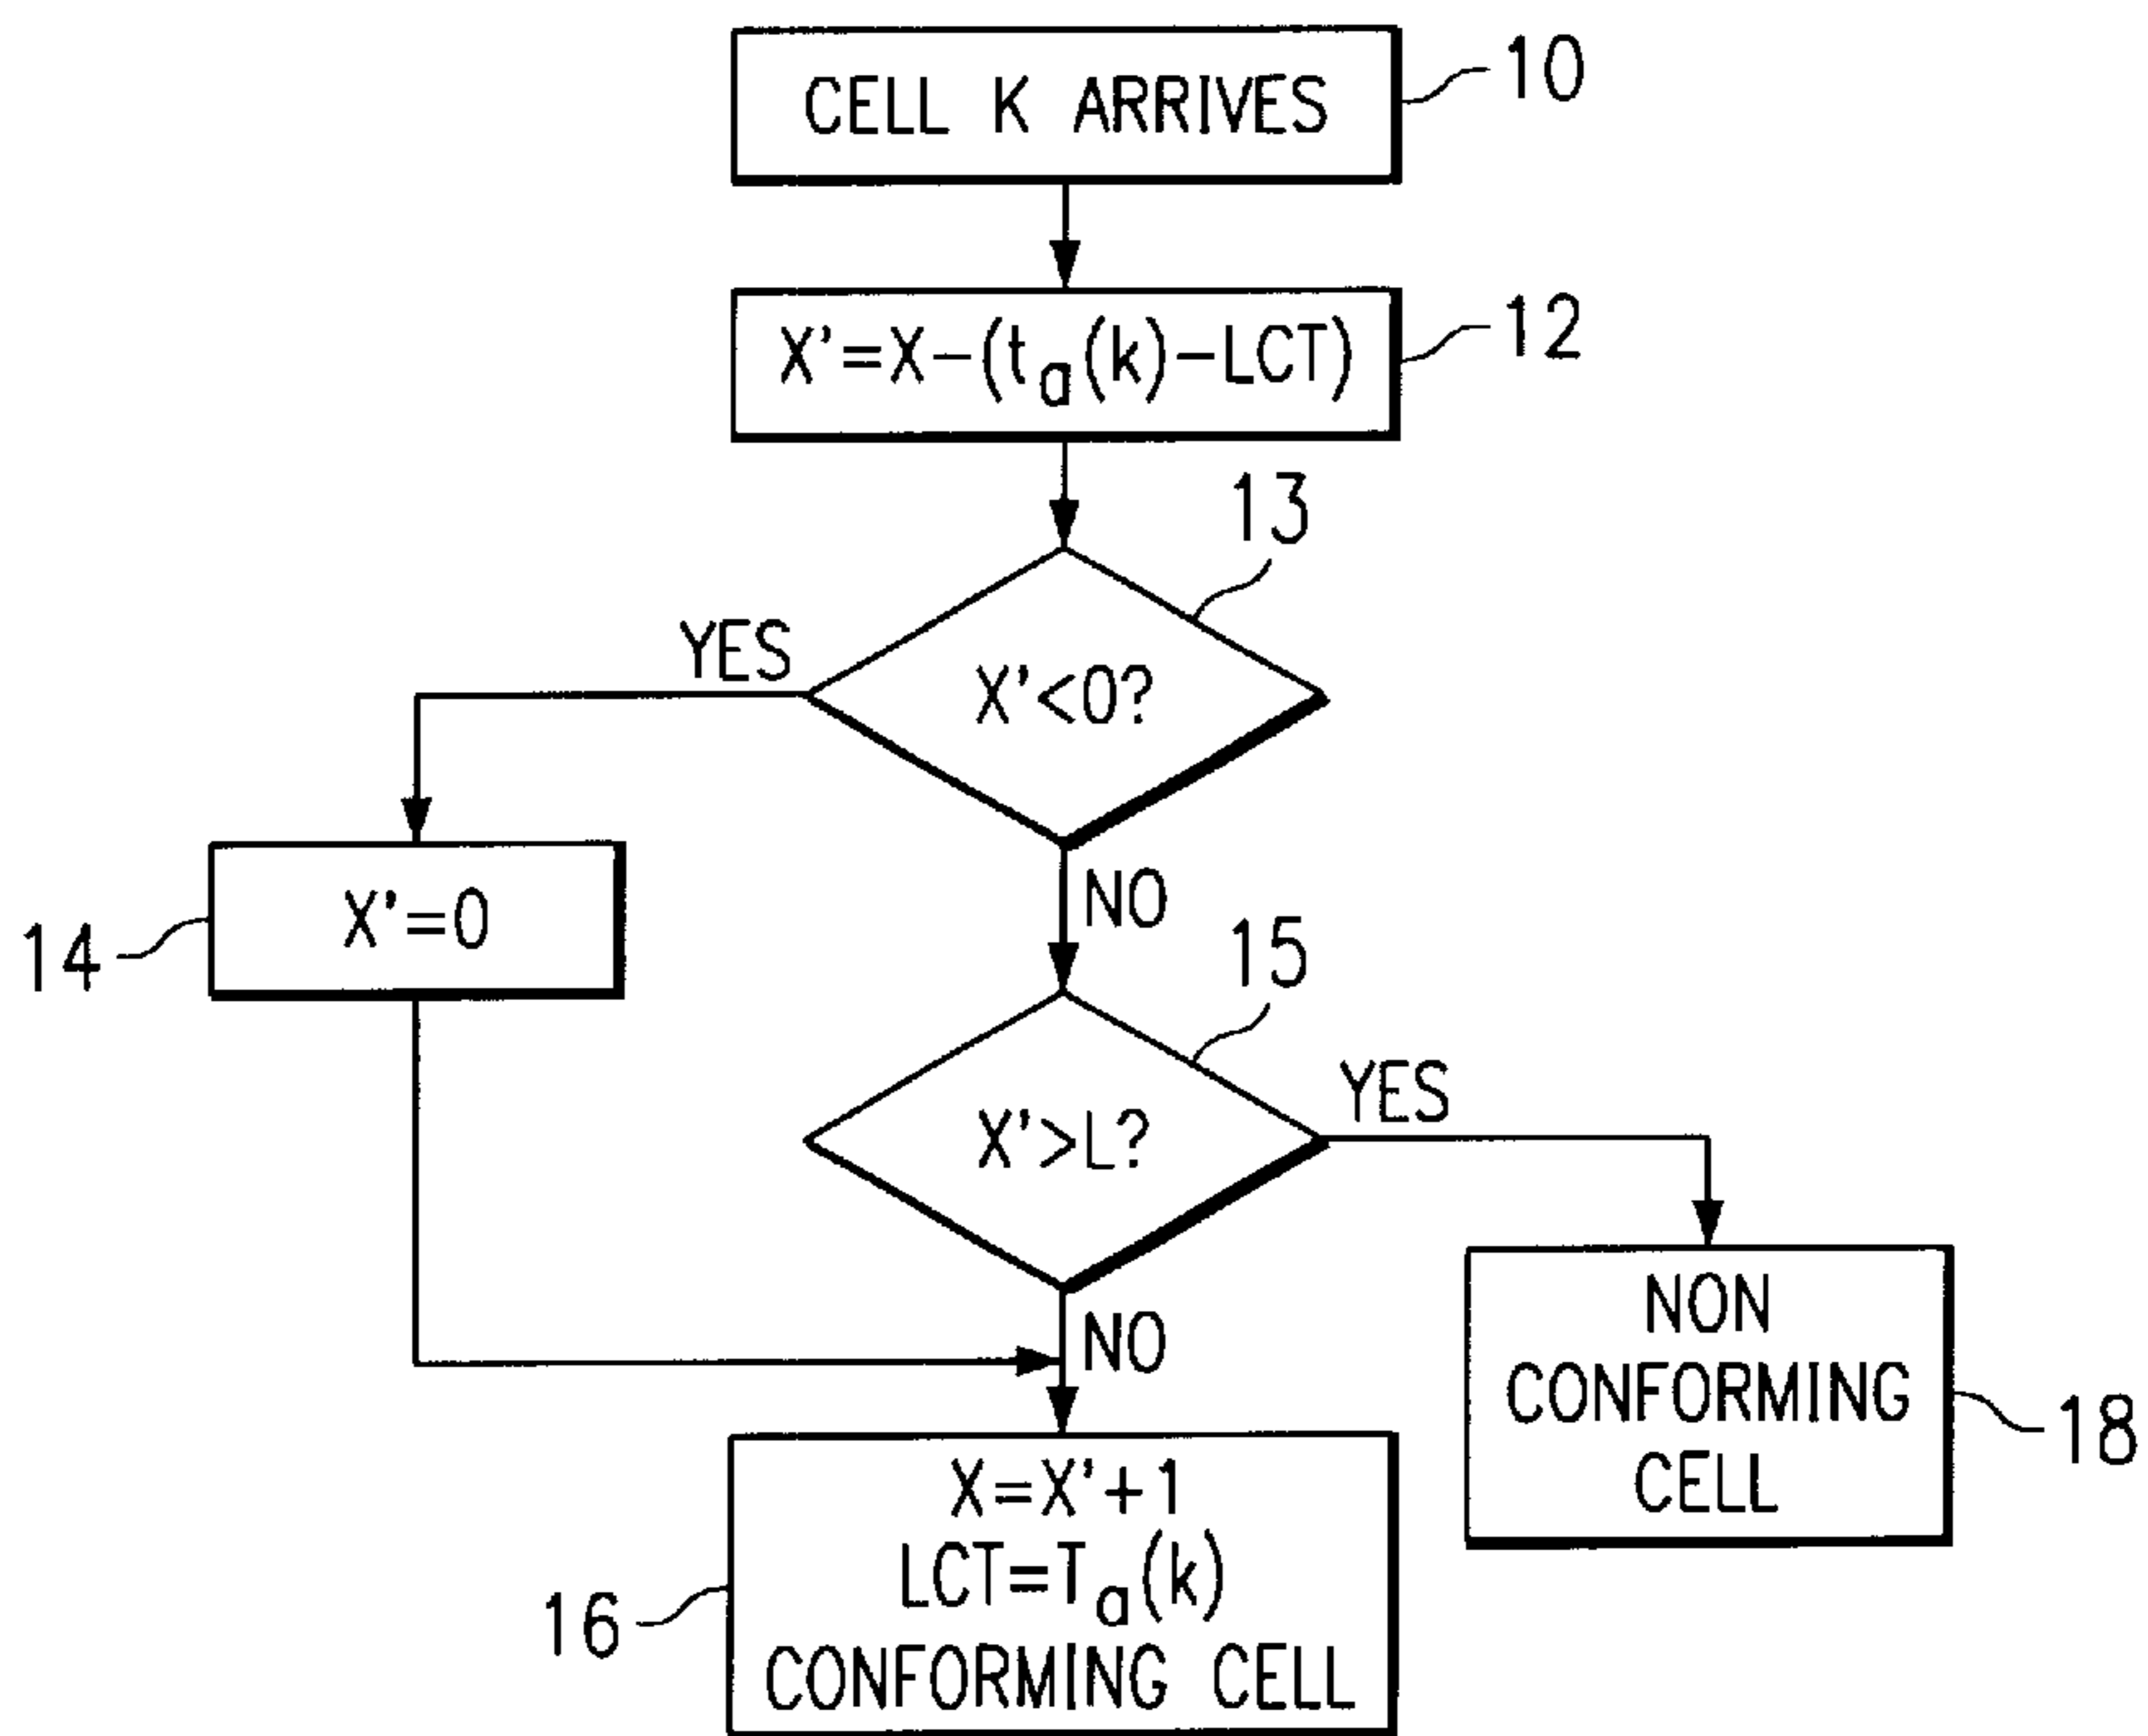 CELL K ARRIVES
10
X'=X-(ta(k)-LCT)
12
13
YES
X'<0?
14
X'=0
NO
15
YES
X'>L?
NO
NON
CONFORMING
CELL
18
X=X'+1
LCT=Ta(k)
CONFORMING CELL
16